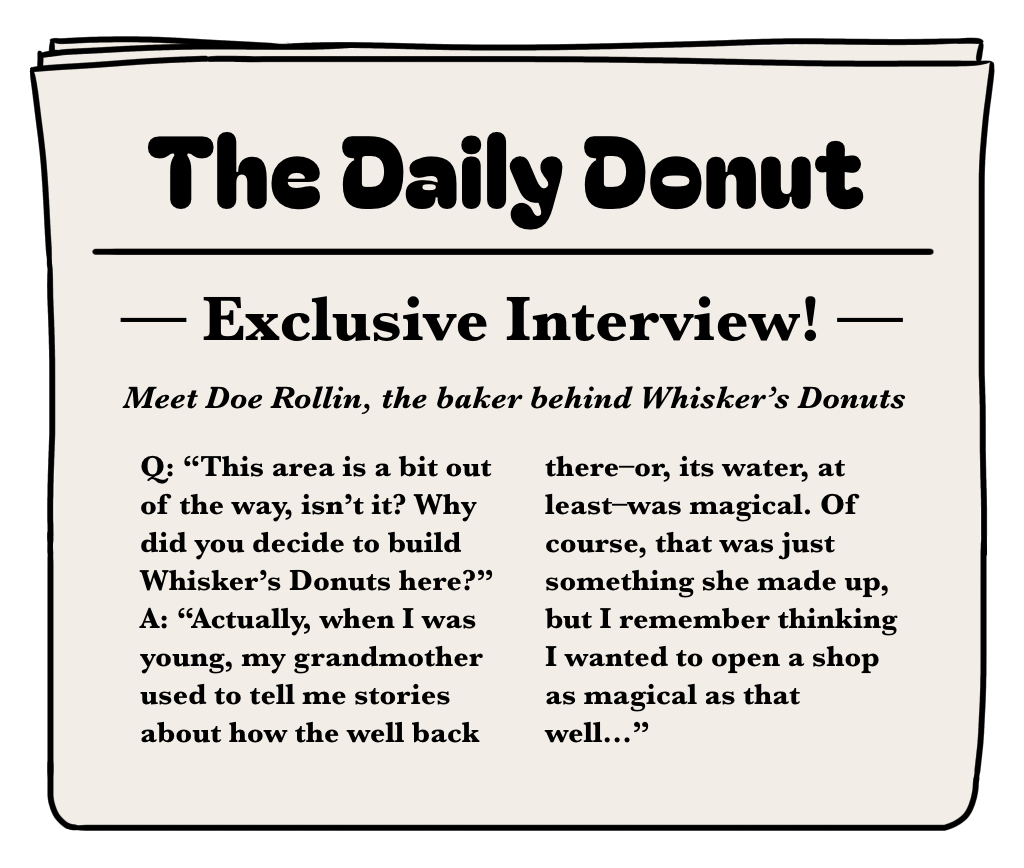 The Daily Donut
— Exclusive Interview! —
Meet Doe Rollin, the baker behind Whisker’s Donuts
Q: “This area is a bit out
of the way, isn’t it? Why
did you decide to build
Whisker’s Donuts here?”
A: “Actually, when I was
young, my grandmother
used to tell me stories
about how the well back
there—or, its water, at
least—was magical. Of
course, that was just
something she made up,
but I remember thinking
I wanted to open a shop
as magical as that
well...”